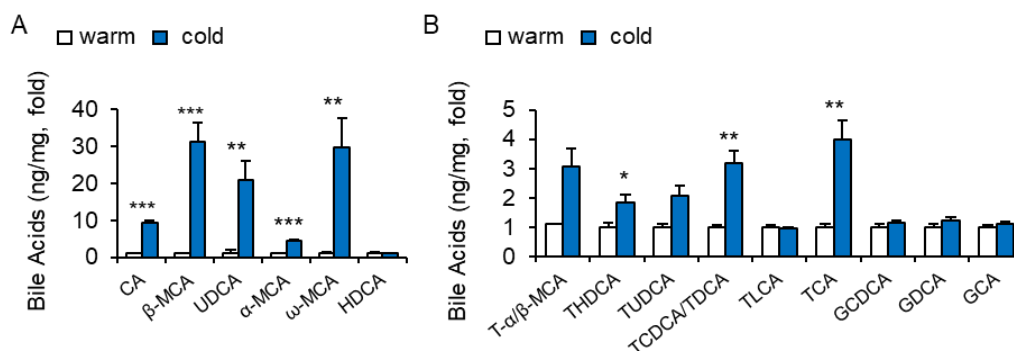 A
warm cold
Bile Acids (ng/mg, fold)
40
30
20
10
0
***
***
**
***
**
CA
β-MCA
UDCA
α-MCA
ω-MCA
HDCA
B
warm cold
Bile Acids (ng/mg, fold)
5
4
3
2
1
0
*
**
**
T-α/β-MCA
THDCA
TUDCA
TCDCA/TDCA
TLCA
TCA
GCDCA
GDCA
GCA